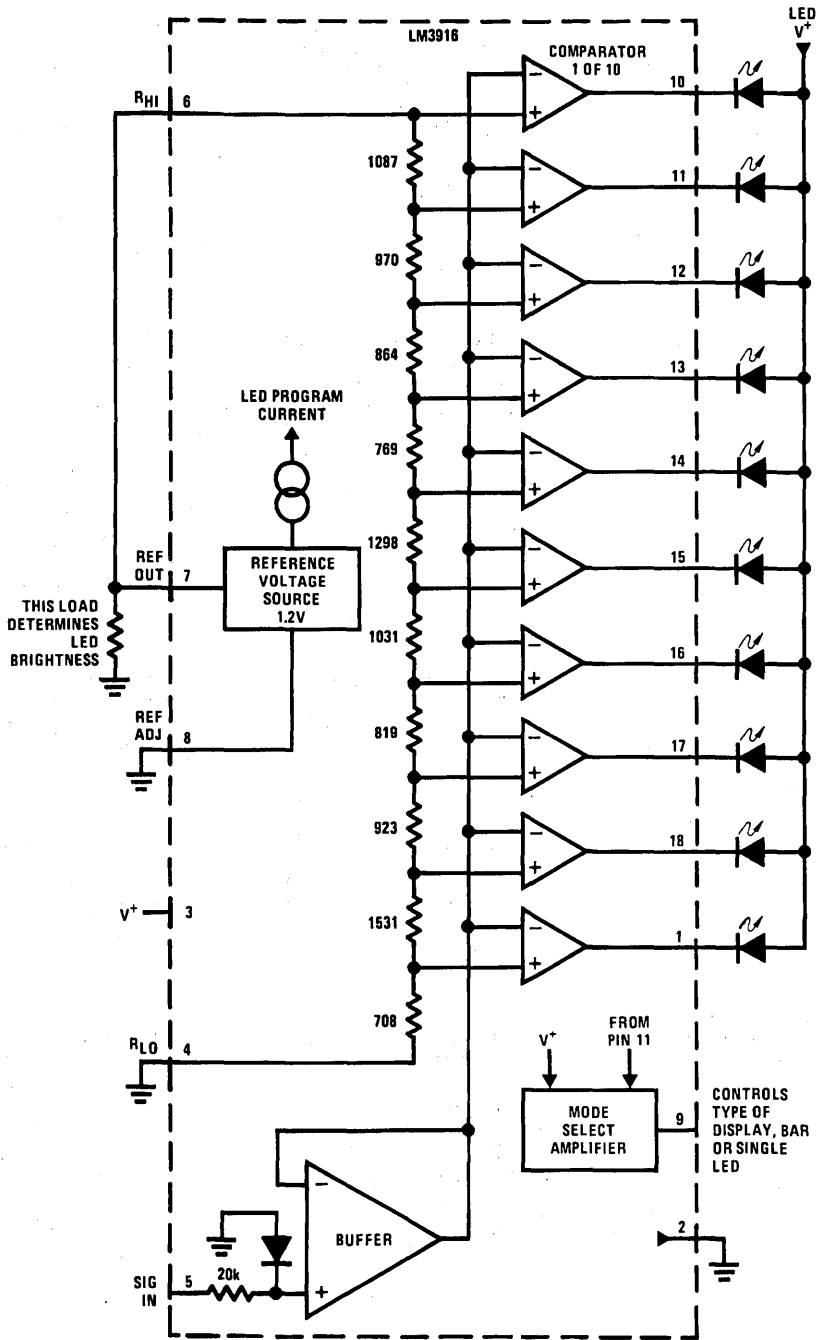 LED
V+
LM3916
COMPARATOR
1 OF 10
−
+
10
RHI
6
1087
−
+
11
970
−
+
12
864
−
+
13
LED PROGRAM
CURRENT
769
−
+
14
1298
−
+
15
REF
OUT
7
REFERENCE
VOLTAGE
SOURCE
1.2V
THIS LOAD
DETERMINES
LED
BRIGHTNESS
1031
−
+
16
REF
ADJ
8
819
−
+
17
923
−
+
18
V+
3
1531
−
+
1
708
RLO
4
V+
FROM
PIN 11
MODE
SELECT
AMPLIFIER
9
CONTROLS
TYPE OF
DISPLAY, BAR
OR SINGLE
LED
−
BUFFER
+
2
SIG
IN
5
20k